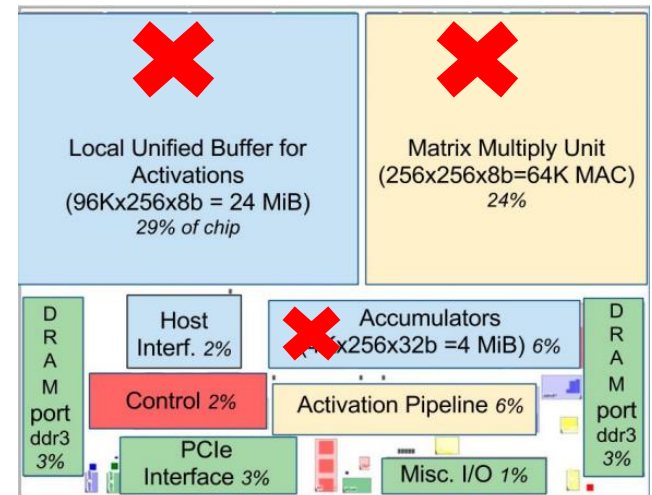 Local Unified Buffer for
Activations
(96Kx256x8b = 24 MiB)
29% of chip
Matrix Multiply Unit
(256x256x8b=64K MAC)
24%
D
R
A
M
port
ddr3
3%
Host
Interf. 2%
Accumulators
x256x32b =4 MiB) 6%
D
R
A
M
port
ddr3
3%
Control 2%
Activation Pipeline 6%
PCIe
Interface 3%
Misc. I/O 1%